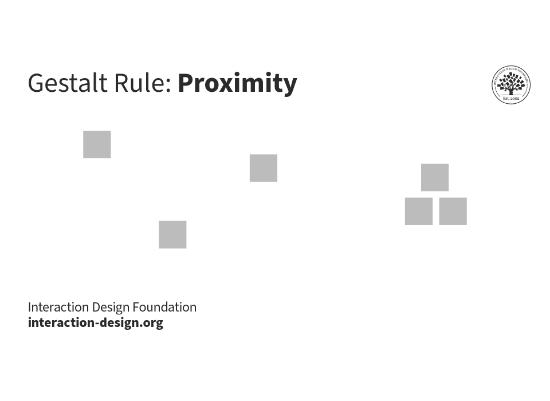 Gestalt Rule: Proximity
Interaction Design Foundation
interaction-design.org